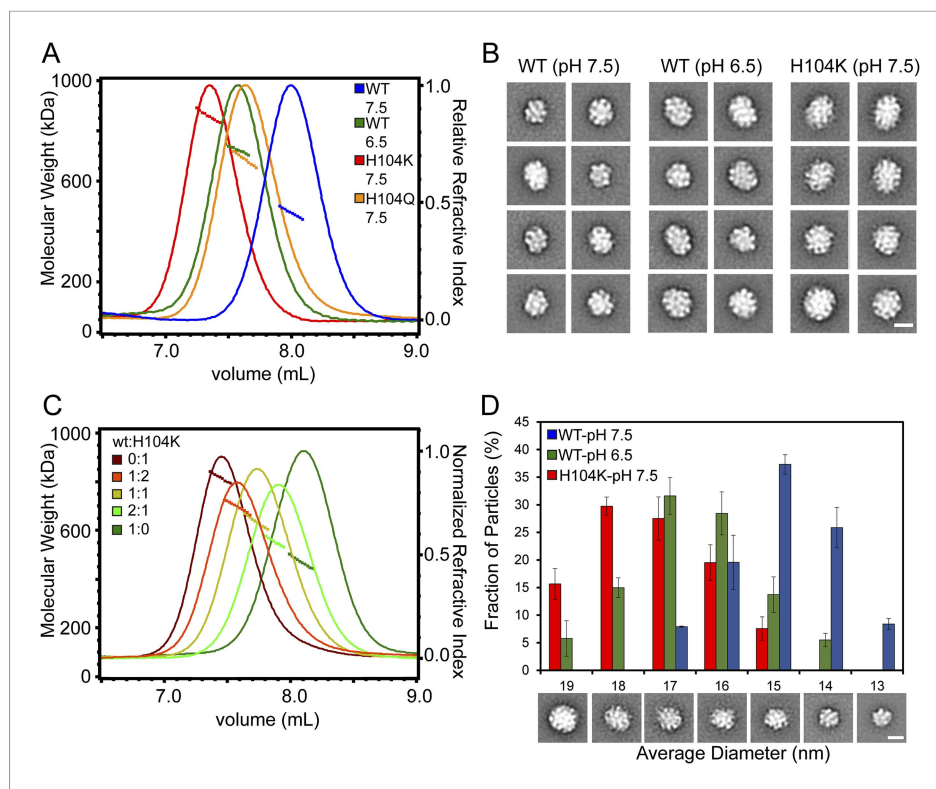 A
Molecular Weight (kDa)
1000
600
200
0
7.0
8.0
9.0
volume (mL)
1.0
0.5
0.0
Relative Refractive Index
WT
7.5
WT
6.5
H104K
7.5
H104Q
7.5
B
WT (pH 7.5)
WT (pH 6.5)
H104K (pH 7.5)
C
Molecular Weight (kDa)
1000
600
200
0
7.0
8.0
9.0
volume (mL)
1.0
0.5
0.0
Normalized Refractive Index
wt:H104K
0:1
1:2
1:1
2:1
1:0
D
Fraction of Particles (%)
45
40
35
30
25
20
15
10
5
0
WT-pH 7.5
WT-pH 6.5
H104K-pH 7.5
19 18 17 16 15 14 13
Average Diameter (nm)